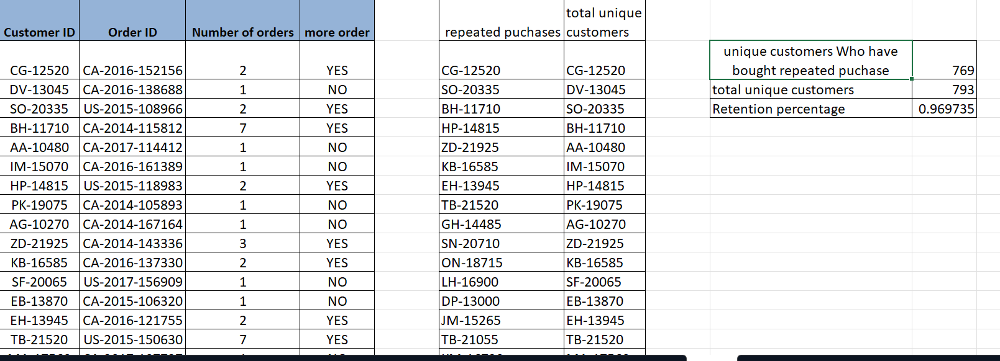 Customer ID Order ID Number of orders more order
CG-12520 CA-2016-152156 2 YES
DV-13045 CA-2016-138688 1 NO
SO-20335 US-2015-108966 2 YES
BH-11710 CA-2014-115812 7 YES
AA-10480 CA-2017-114412 1 NO
IM-15070 CA-2016-161389 1 NO
HP-14815 US-2015-118983 2 YES
PK-19075 CA-2014-105893 1 NO
AG-10270 CA-2014-167164 1 NO
ZD-21925 CA-2014-143336 3 YES
KB-16585 CA-2016-137330 2 YES
SF-20065 US-2017-156909 1 NO
EB-13870 CA-2015-106320 1 NO
EH-13945 CA-2016-121755 2 YES
TB-21520 US-2015-150630 7 YES
total unique
repeated puchases customers
CG-12520 CG-12520
SO-20335 DV-13045
BH-11710 SO-20335
HP-14815 BH-11710
ZD-21925 AA-10480
KB-16585 IM-15070
EH-13945 HP-14815
TB-21520 PK-19075
GH-14485 AG-10270
SN-20710 ZD-21925
ON-18715 KB-16585
LH-16900 SF-20065
DP-13000 EB-13870
JM-15265 EH-13945
TB-21055 TB-21520
unique customers Who have
bought repeated puchase 769
total unique customers 793
Retention percentage 0.969735